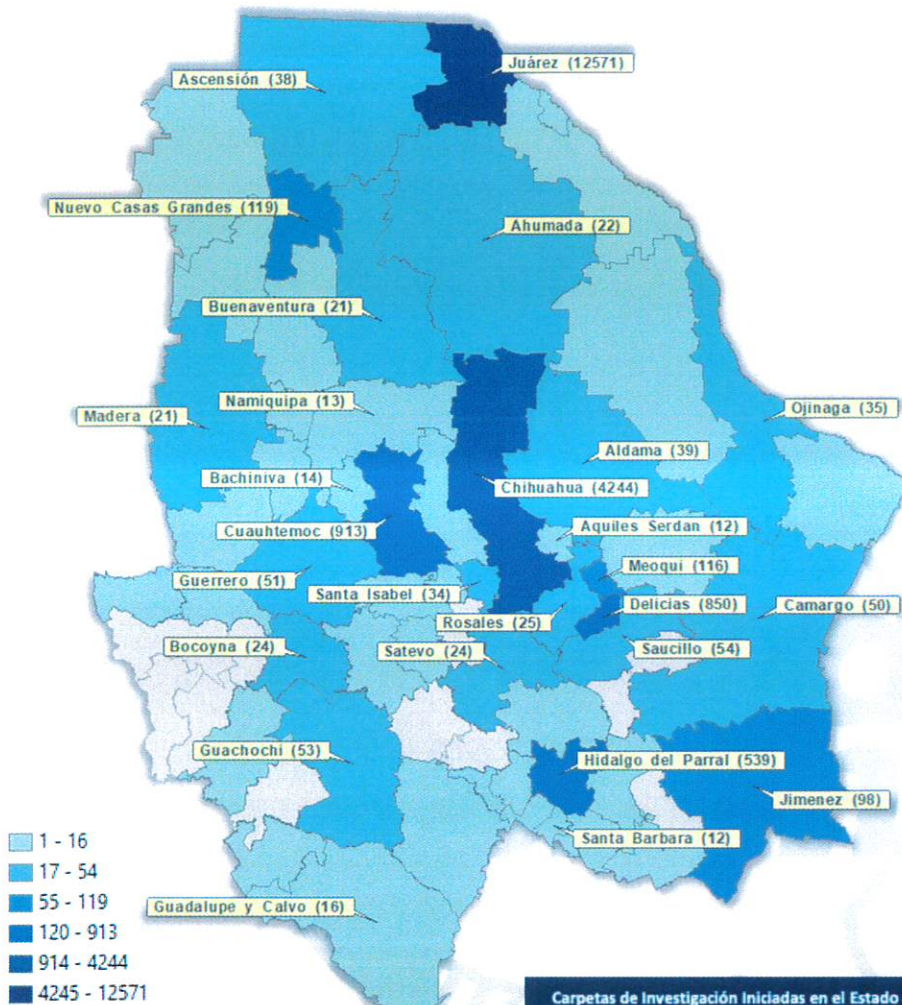 Juárez (12571)
Ascensión (38)
Nuevo Casas Grandes (119)
Ahumada (22)
Buenaventura (21)
Namiquipa (13)
Madera (21)
Ojinaga (35)
Aldama (39)
Bachiniva (14)
Chihuahua (4244)
Cuauhtemoc (913)
Aquiles Serdan (12)
Meoqui (116)
Guerrero (51)
Santa Isabel (34)
Delicias (850)
Camargo (50)
Rosales (25)
Bocoyna (24)
Satevo (24)
Saucillo (54)
Guachochi (53)
Hidalgo del Parral (539)
Jimenez (98)
Santa Barbara (12)
Guadalupe y Calvo (16)
1 - 16
17 - 54
55 - 119
120 - 913
914 - 4244
4245 - 12571
Carpetas de Investigación Iniciadas en el Estado